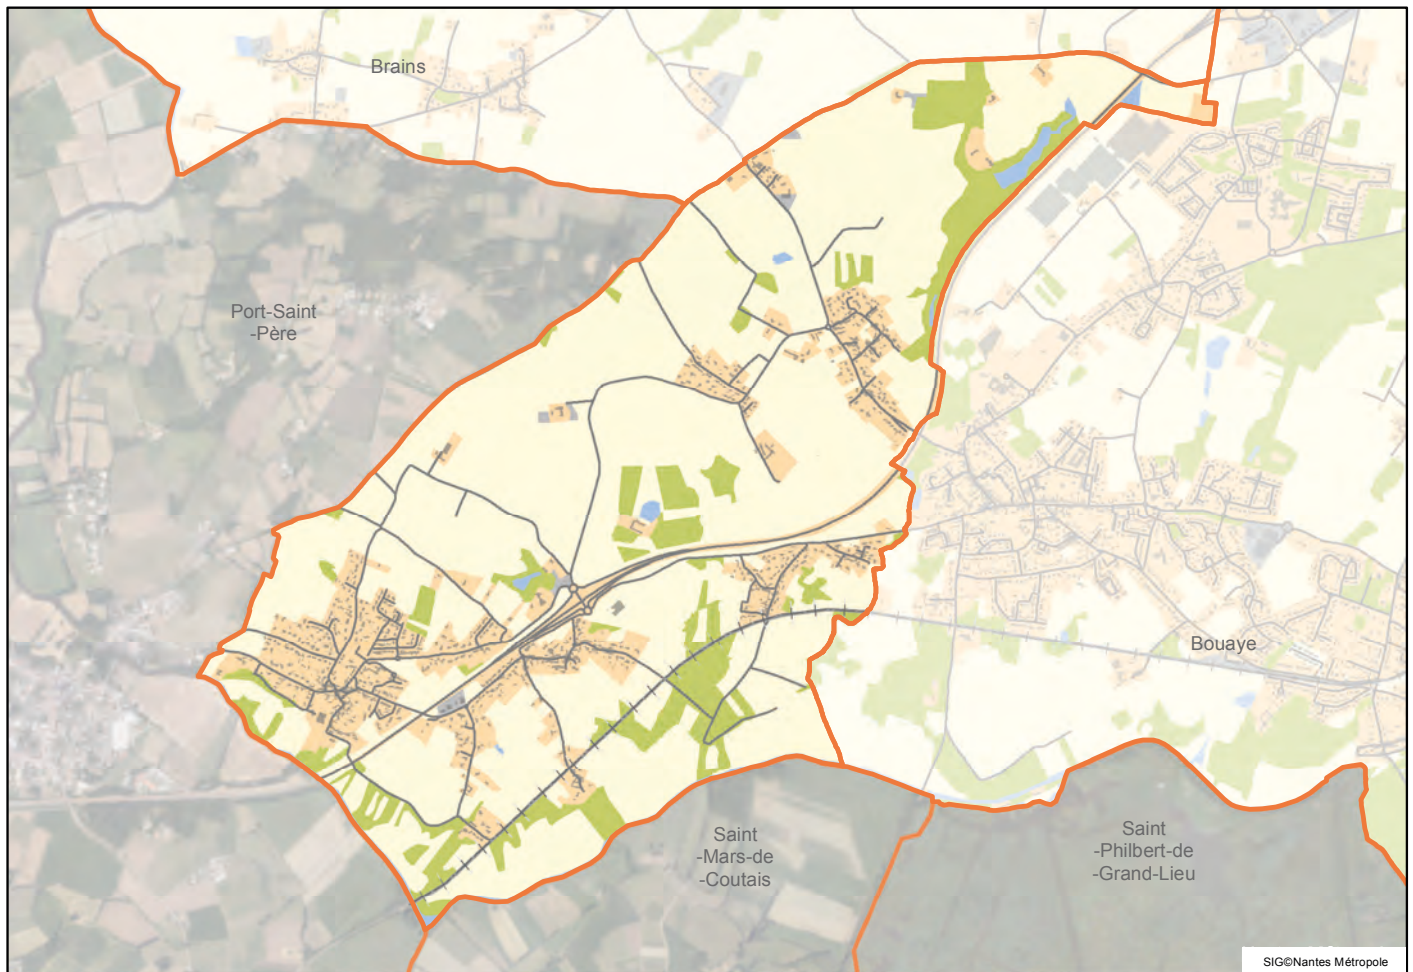 Brains
Port-Saint
-Père
Bouaye
Saint
-Mars-de
-Coutais
Saint
-Philbert-de
-Grand-Lieu
SIG©Nantes Métropole